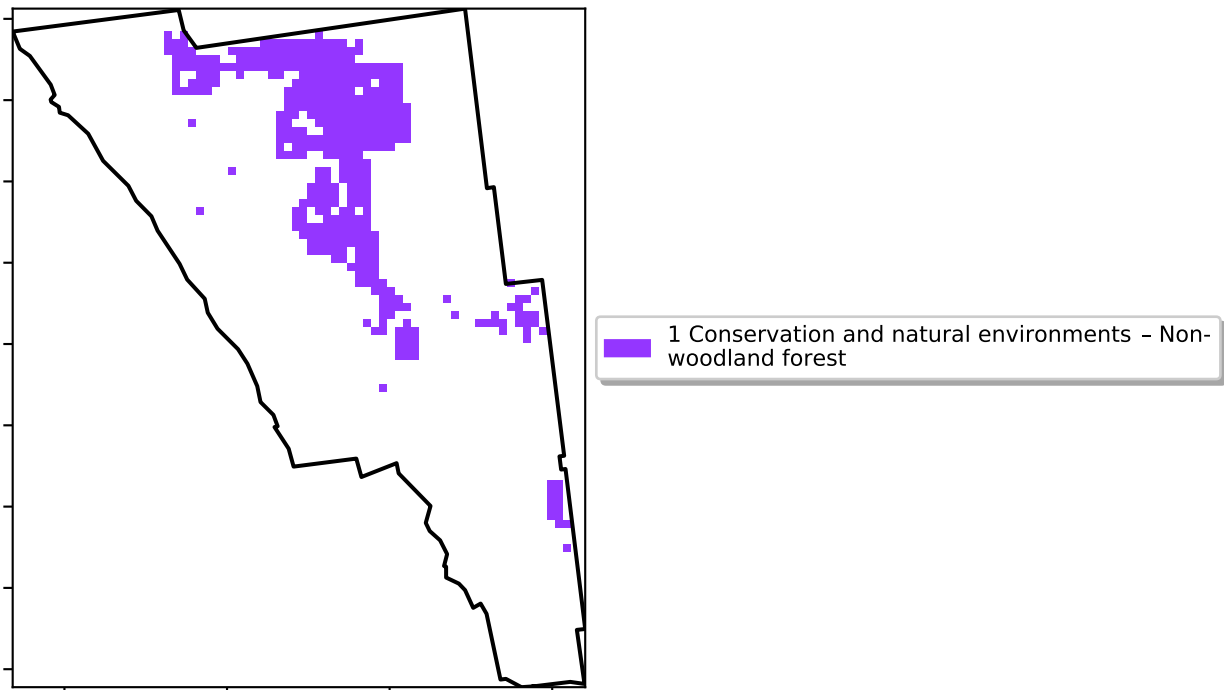 1 Conservation and natural environments – Non-
woodland forest